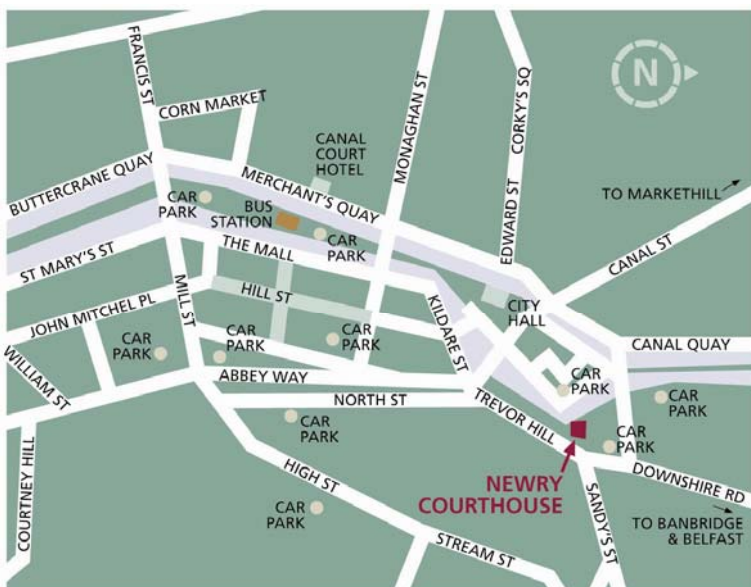 FRANCIS ST
CORN MARKET
MONAGHAN ST
CORKY'S SQ
N
CANAL
COURT
HOTEL
BUTTERCRANE QUAY
MERCHANT'S QUAY
EDWARD ST
TO MARKETHILL
CAR
PARK
BUS
STATION
CAR
PARK
CANAL ST
ST MARY'S ST
THE MALL
MILL ST
HILL ST
KILDARE ST
CITY
HALL
JOHN MITCHEL PL
CANAL QUAY
CAR
PARK
CAR
PARK
CAR
PARK
WILLIAM ST
ABBEY WAY
CAR
PARK
NORTH ST
TREVOR HILL
CAR
PARK
CAR
PARK
CAR
PARK
COURTNEY HILL
HIGH ST
NEWRY
COURTHOUSE
SANDY'S ST
DOWNSHIRE RD
CAR
PARK
STREAM ST
TO BANBRIDGE
& BELFAST